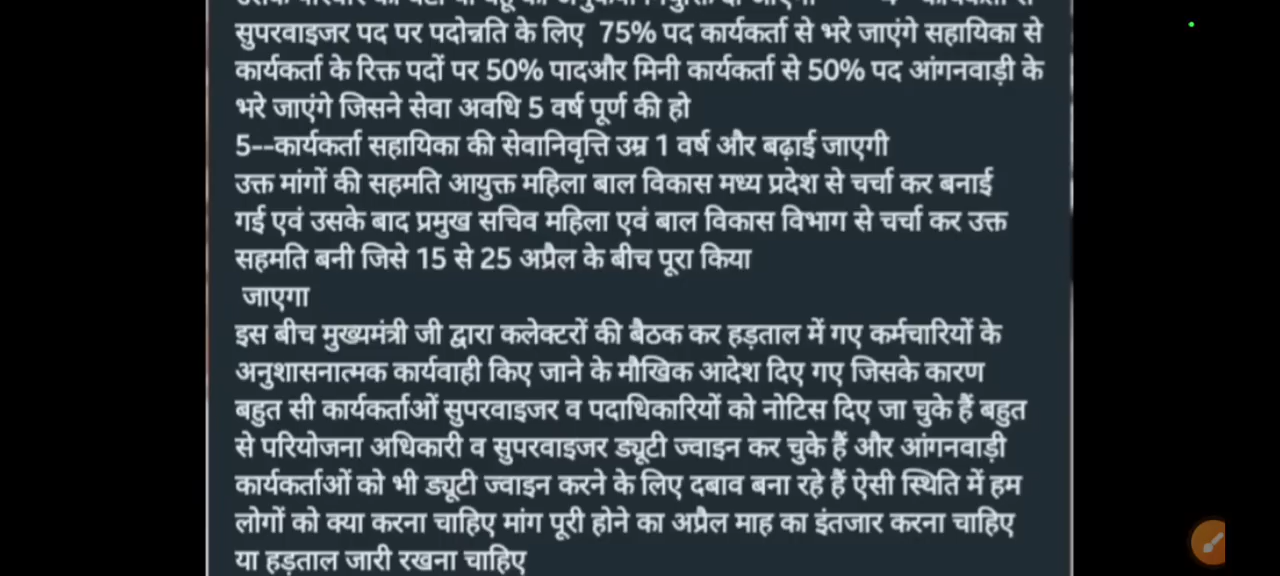 सुपरवाइजर पद पर पदोन्नति के लिए 75% पद कार्यकर्ता से भरे जाएंगे सहायिका से
कार्यकर्ता के रिक्त पदों पर 50% पादऔर मिनी कार्यकर्ता से 50% पद आंगनवाड़ी के
भरे जाएंगे जिसने सेवा अवधि 5 वर्ष पूर्ण की हो
5--कार्यकर्ता सहायिका की सेवानिवृत्ति उम्र 1 वर्ष और बढ़ाई जाएगी
उक्त मांगों की सहमति आयुक्त महिला बाल विकास मध्य प्रदेश से चर्चा कर बनाई
गई एवं उसके बाद प्रमुख सचिव महिला एवं बाल विकास विभाग से चर्चा कर उक्त
सहमति बनी जिसे 15 से 25 अप्रैल के बीच पूरा किया
जाएगा
इस बीच मुख्यमंत्री जी द्वारा कलेक्टरों की बैठक कर हड़ताल में गए कर्मचारियों के
अनुशासनात्मक कार्यवाही किए जाने के मौखिक आदेश दिए गए जिसके कारण
बहुत सी कार्यकर्ताओं सुपरवाइजर व पदाधिकारियों को नोटिस दिए जा चुके हैं बहुत
से परियोजना अधिकारी व सुपरवाइजर ड्यूटी ज्वाइन कर चुके हैं और आंगनवाड़ी
कार्यकर्ताओं को भी ड्यूटी ज्वाइन करने के लिए दबाव बना रहे हैं ऐसी स्थिति में हम
लोगों को क्या करना चाहिए मांग पूरी होने का अप्रैल माह का इंतजार करना चाहिए
या हड़ताल जारी रखना चाहिए